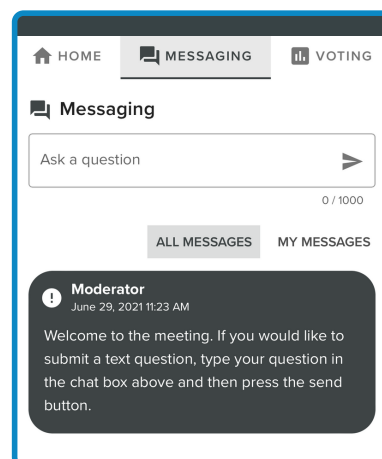 HOME MESSAGING VOTING
Messaging
Ask a question
0 / 1000
ALL MESSAGES MY MESSAGES
Moderator
June 29, 2021 11:23 AM
Welcome to the meeting. If you would like to
submit a text question, type your question in
the chat box above and then press the send
button.